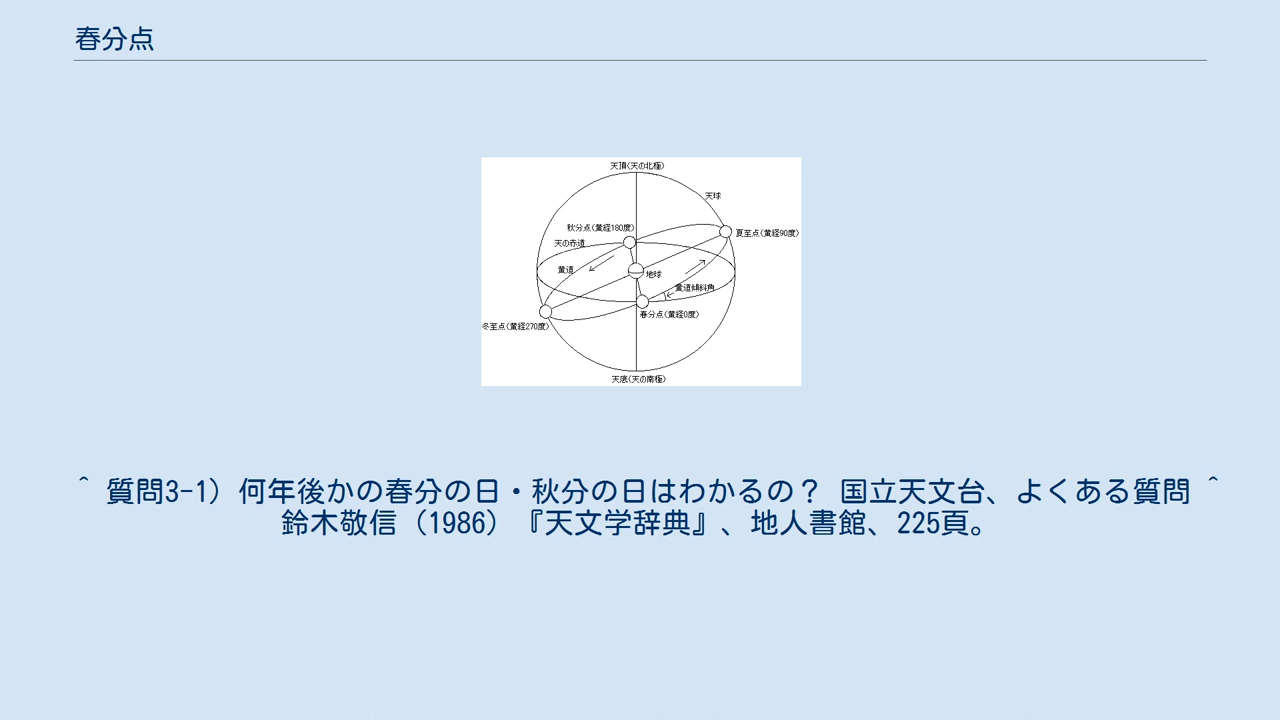 春分点
天頂(天の北極)
天球
秋分点(黄経180度)
夏至点(黄経90度)
天の赤道
黄道
地球
黄道傾斜角
春分点(黄経0度)
冬至点(黄経270度)
天底(天の南極)
^ 質問3-1) 何年後かの春分の日・秋分の日はわかるの? 国立天文台、よくある質問 ^
鈴木敬信(1986)『天文学辞典』、地人書館、225頁。